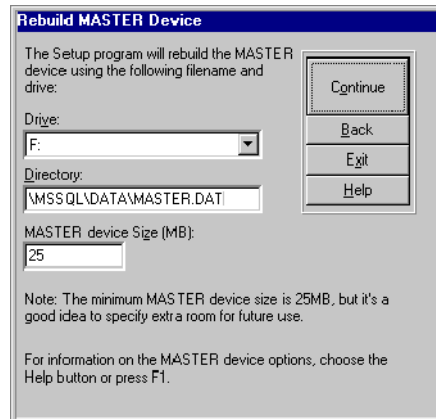 Rebuild MASTER Device
The Setup program will rebuild the MASTER
device using the following filename and
drive:
Drive:
F:
Directory:
\MSSQL\DATA\MASTER.DAT
MASTER device Size (MB):
25
Continue
Back
Exit
Help
Note: The minimum MASTER device size is 25MB, but it's a
good idea to specify extra room for future use.
For information on the MASTER device options, choose the
Help button or press F1.